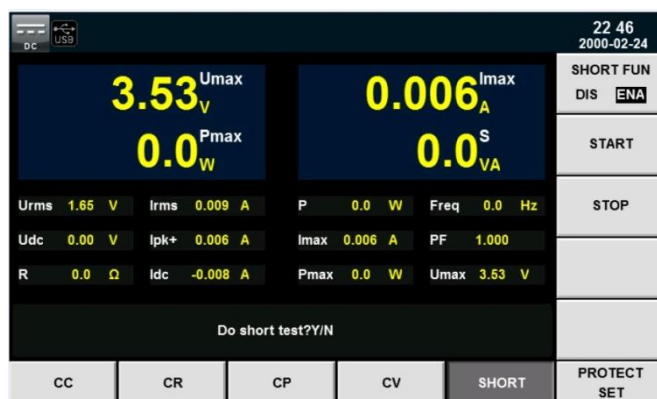 DC
USB
22 46
2000-02-24
3.53 Umax V
0.006 Imax A
0.0 Pmax W
0.0 S VA
Urms 1.65 V Irms 0.009 A P 0.0 W Freq 0.0 Hz
Udc 0.00 V Ipk+ 0.006 A Imax 0.006 A PF 1.000
R 0.0 Ω Idc -0.008 A Pmax 0.0 W Umax 3.53 V
Do short test?Y/N
SHORT FUN
DIS ENA
START
STOP
CC CR CP CV SHORT
PROTECT
SET